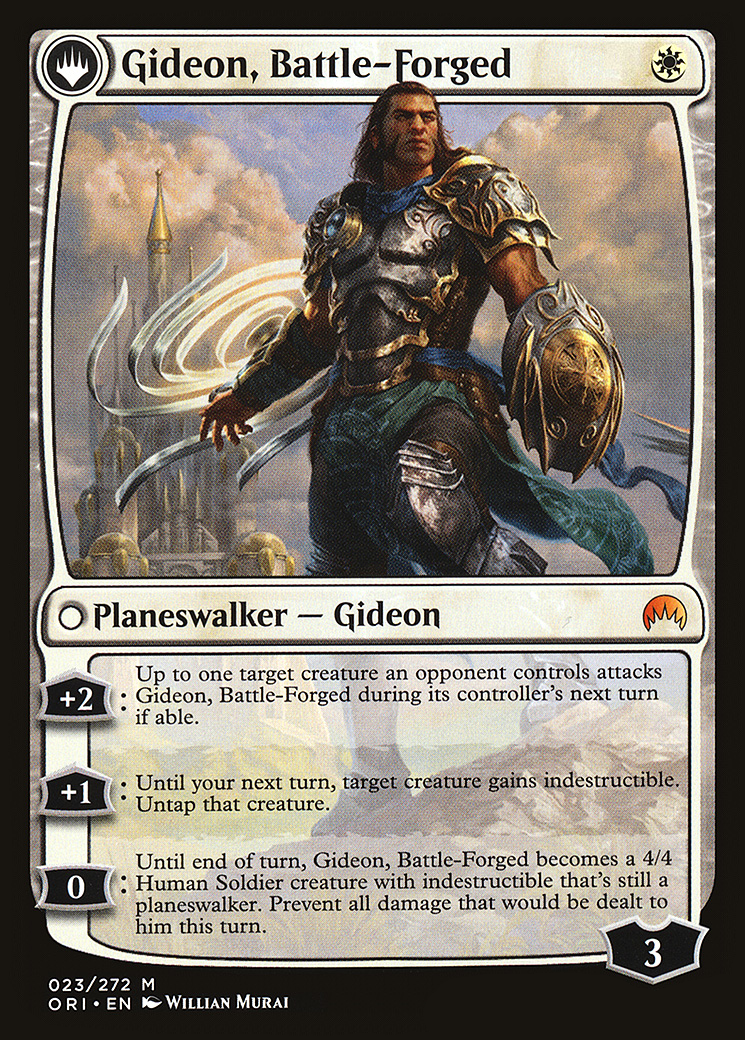 Gideon, Battle-Forged
Planeswalker — Gideon
+2
: Up to one target creature an opponent controls attacks
Gideon, Battle-Forged during its controller's next turn
if able.
+1
: Until your next turn, target creature gains indestructible.
Untap that creature.
0
: Until end of turn, Gideon, Battle-Forged becomes a 4/4
Human Soldier creature with indestructible that's still a
planeswalker. Prevent all damage that would be dealt to
him this turn.
3
023/272 M
ORI • EN Willian Murai